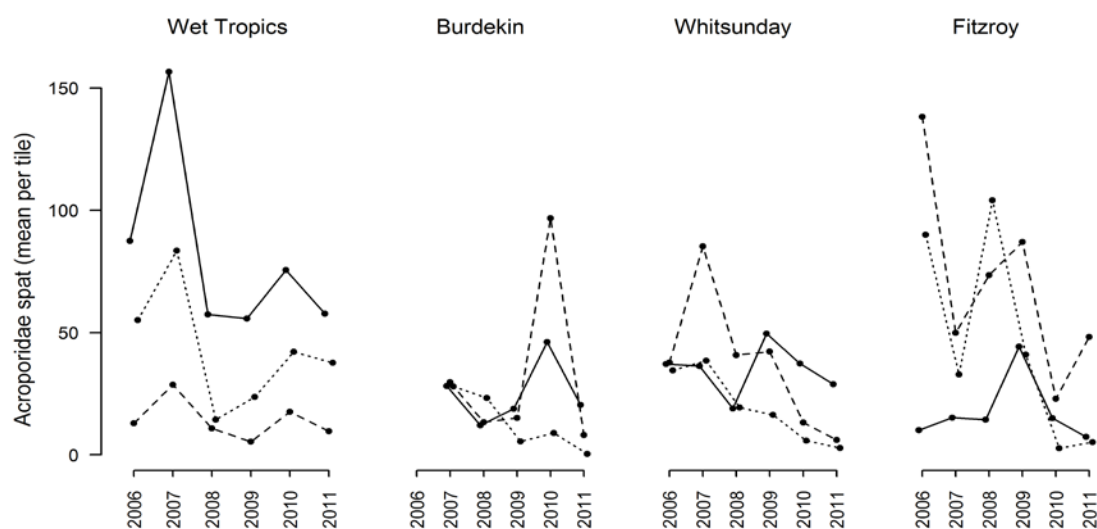 Wet Tropics Burdekin Whitsunday Fitzroy
Acroporidae spat (mean per tile)
150
100
50
0
2006 2007 2008 2009 2010 2011 2006 2007 2008 2009 2010 2011 2006 2007 2008 2009 2010 2011 2006 2007 2008 2009 2010 2011